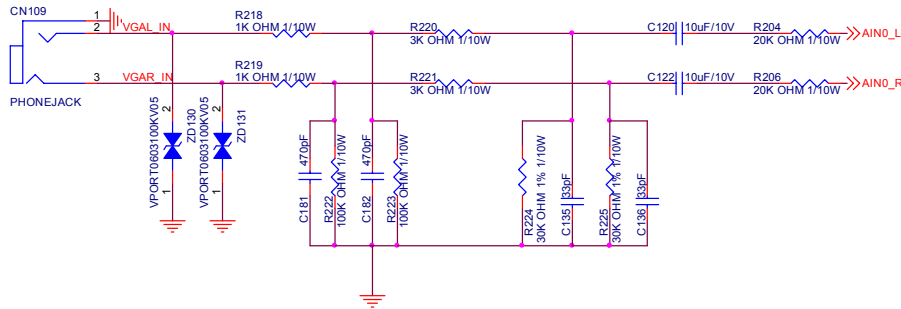 CN109
1
2
3
VGAL_IN
VGAR_IN
PHONEJACK
R218
1K OHM 1/10W
R219
1K OHM 1/10W
R220
3K OHM 1/10W
R221
3K OHM 1/10W
C120
10uF/10V
C122
10uF/10V
R204
20K OHM 1/10W
R206
20K OHM 1/10W
AIN0_L
AIN0_R
VPORT0603100KV05
2
1
ZD130
VPORT0603100KV05
2
1
ZD131
470pF
C181
R222
100K OHM 1/10W
470pF
C182
R223
100K OHM 1/10W
R224
30K OHM 1% 1/10W
33pF
C135
R225
30K OHM 1% 1/10W
33pF
C136